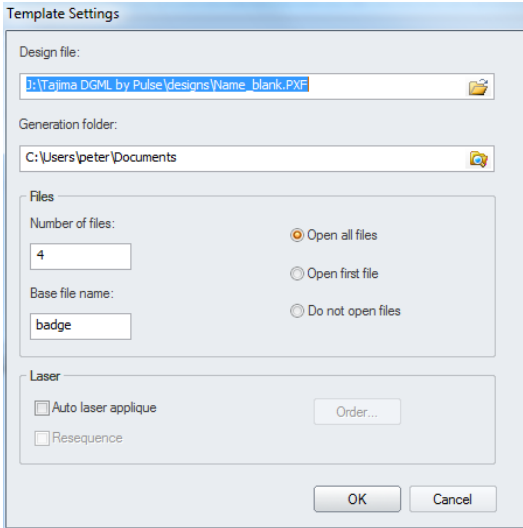 Template Settings
Design file:
J:\Tajima DGML by Pulse\designs\Name_blank.PXF
Generation folder:
C:\Users\peter\Documents
Files
Number of files:
4
Open all files
Open first file
Base file name:
badge
Do not open files
Laser
Auto laser applique
Order...
Resequence
OK Cancel